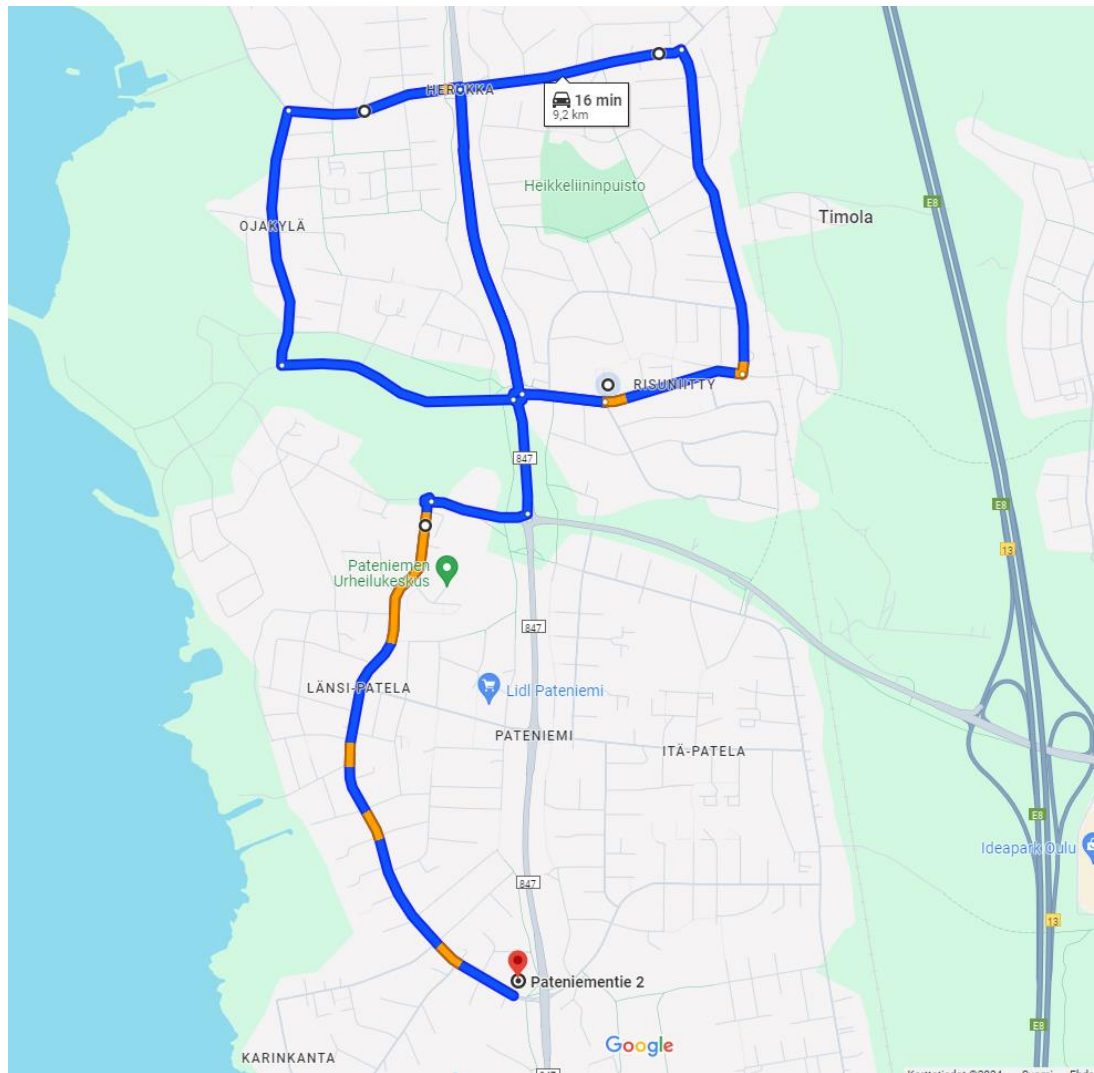 HEROKKA
16 min
9,2 km
Heikkeliininpuisto
Timola
E8
OJAKYLÄ
RISUNIITTY
847
E8
13
Pateniemen
Urheilukeskus
847
LÄNSI-PATELA
Lidl Pateniemi
PATENIEMI
ITÄ-PATELA
E8
Ideapark Oulu
847
13
Pateniementie 2
E8
Google
KARINKANTA